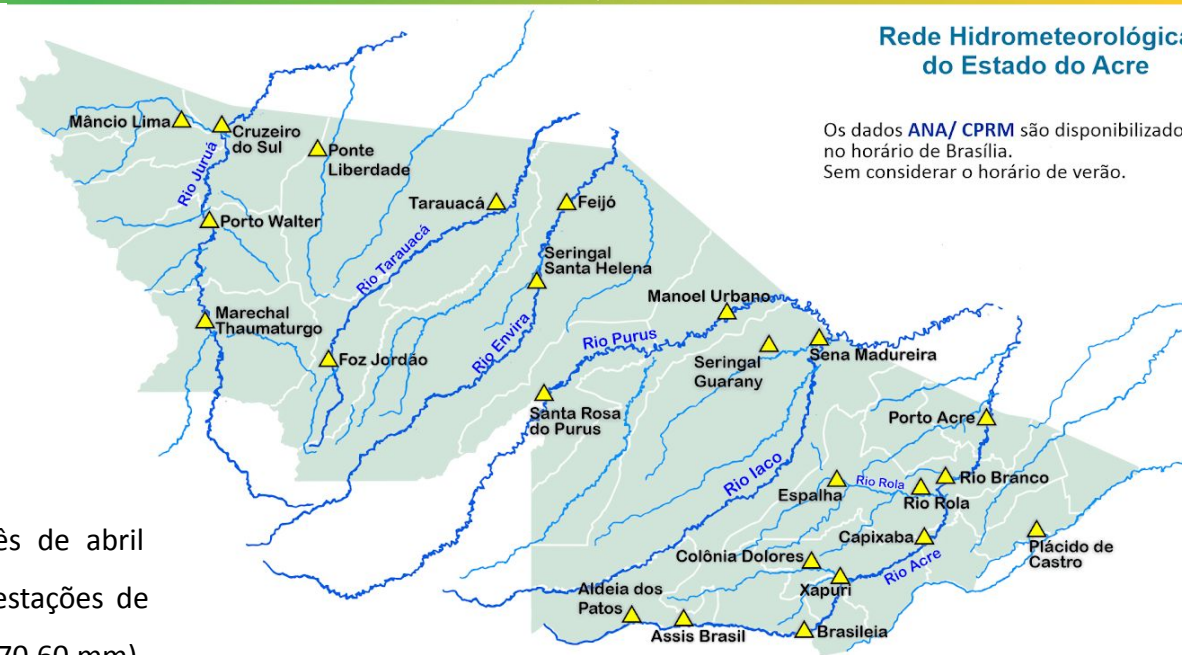 Rede Hidrometeorológica
do Estado do Acre
Os dados ANA/ CPRM são disponibilizado
no horário de Brasília.
Sem considerar o horário de verão.
Mâncio Lima
Cruzeiro
do Sul
Ponte
Liberdade
Rio Juruá
Porto Walter
Tarauacá
Feijó
Rio Tarauacá
Seringal
Santa Helena
Marechal
Thaumaturgo
Foz Jordão
Rio Envira
Manoel Urbano
Rio Purus
Seringal
Guarany
Sena Madureira
Santa Rosa
do Purus
Porto Acre
Rio Iaco
Espalha
Rio Rola
Rio Branco
Rio Rola
Capixaba
Plácido de
Castro
Colônia Dolores
Rio Acre
Xapuri
Aldeia dos
Patos
Assis Brasil
Brasileia
ês de abril
estações de
70,60 mm)